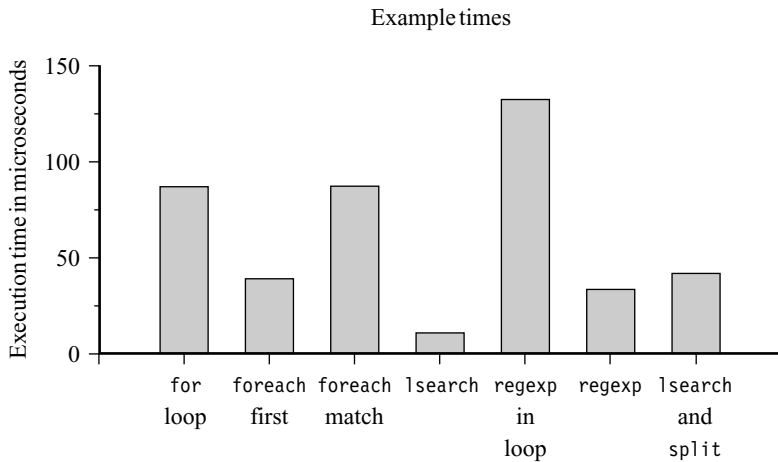 Example times
Execution time in microseconds
150
100
50
0
for foreach foreach lsearch regexp regexp lsearch
loop first match in and
loop split